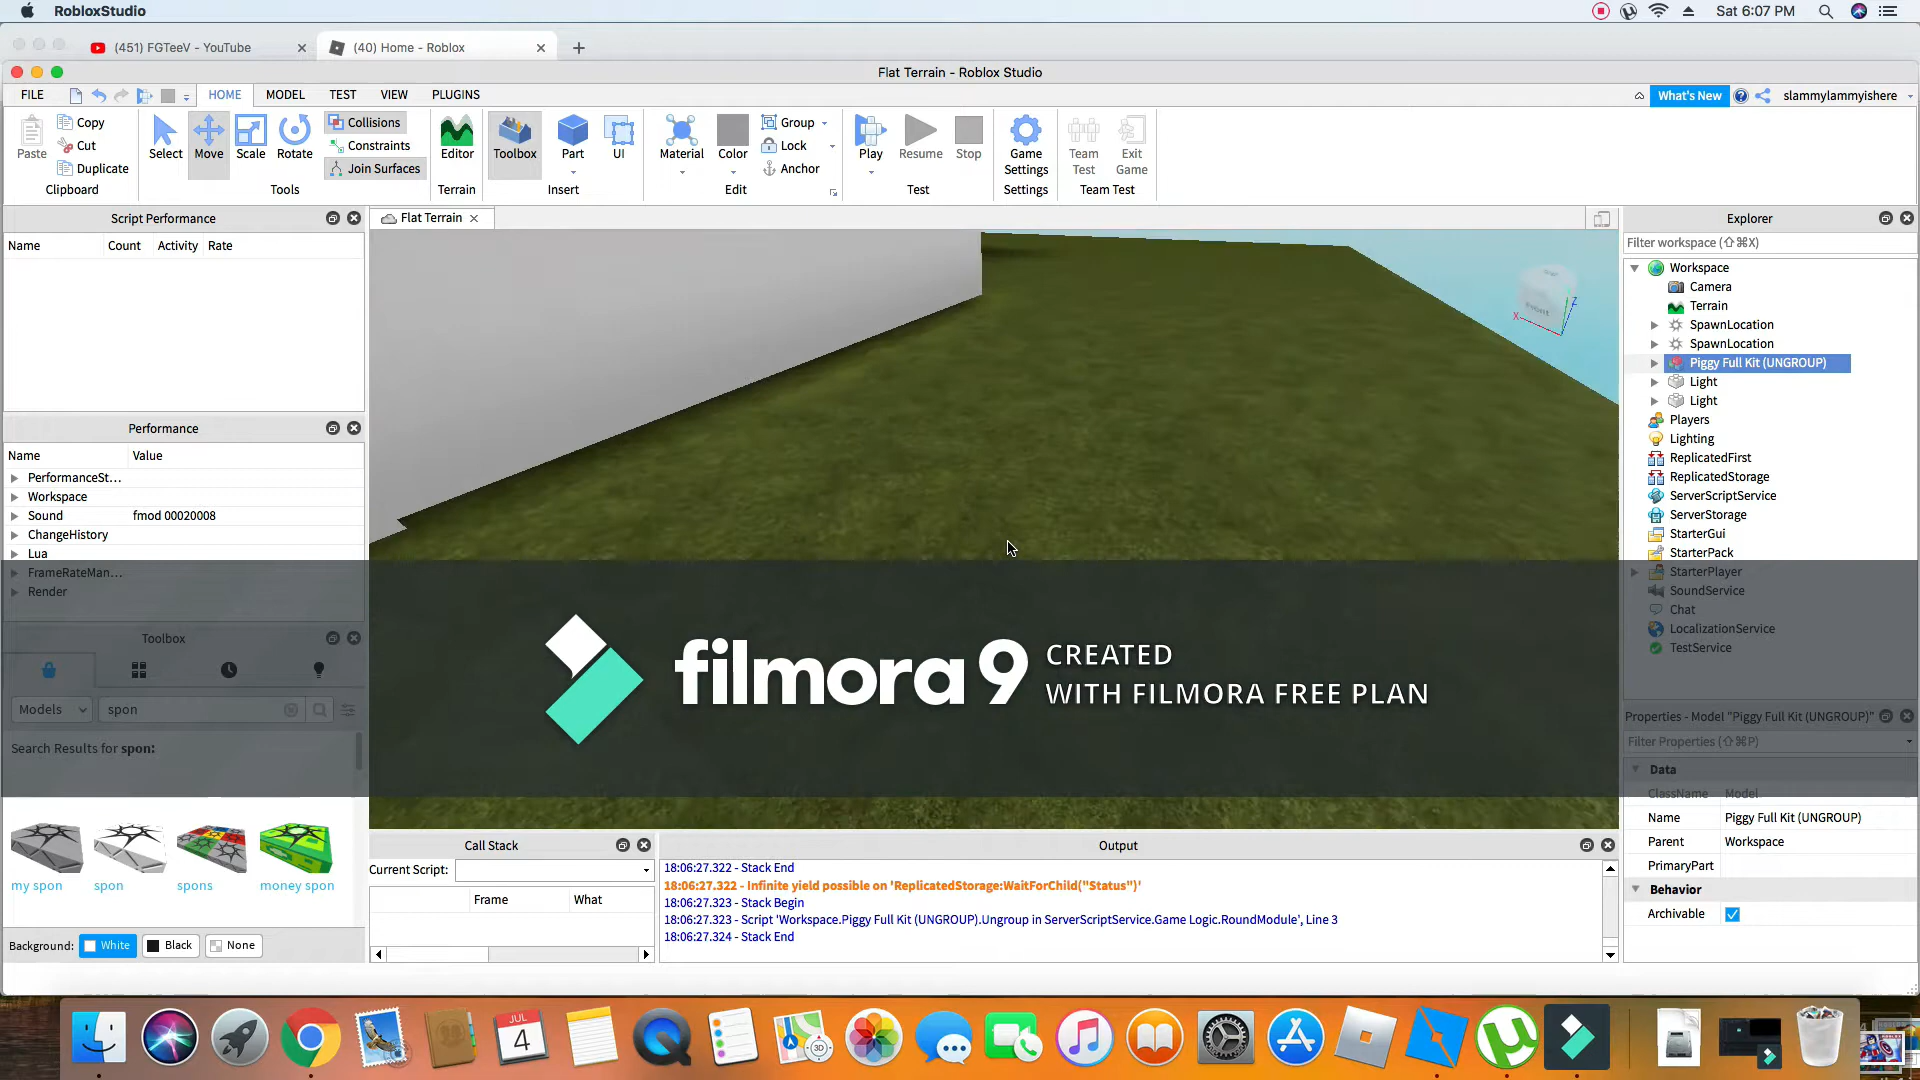 RobloxStudio
Sat 6:07 PM
(451) FGTeeV - YouTube
(40) Home - Roblox
Flat Terrain - Roblox Studio
FILE
HOME
MODEL
TEST
VIEW
PLUGINS
What's New
slammylammyishere
Paste
Copy
Cut
Duplicate
Clipboard
Select
Move
Scale
Rotate
Collisions
Constraints
Join Surfaces
Tools
Editor
Terrain
Toolbox
Part
UI
Insert
Material
Color
Group
Lock
Anchor
Edit
Play
Resume
Stop
Test
Game
Settings
Settings
Team
Test
Exit
Game
Team Test
Script Performance
Name Count Activity Rate
Performance
Name Value
PerformanceSt...
Workspace
Sound fmod 00020008
ChangeHistory
Lua
FrameRateMan...
Render
Toolbox
Models
spon
Search Results for spon:
my spon
spon
spons
money spon
Background: White Black None
Flat Terrain
X
Z
filmora 9
CREATED
WITH FILMORA FREE PLAN
Call Stack
Current Script:
Frame What
Output
18:06:27.322 - Stack End
18:06:27.322 - Infinite yield possible on 'ReplicatedStorage:WaitForChild("Status")'
18:06:27.323 - Stack Begin
18:06:27.323 - Script 'Workspace.Piggy Full Kit (UNGROUP).Ungroup in ServerScriptService.Game Logic.RoundModule', Line 3
18:06:27.324 - Stack End
Explorer
Filter workspace (⇧⌘X)
Workspace
Camera
Terrain
SpawnLocation
SpawnLocation
Piggy Full Kit (UNGROUP)
Light
Light
Players
Lighting
ReplicatedFirst
ReplicatedStorage
ServerScriptService
ServerStorage
StarterGui
StarterPack
StarterPlayer
SoundService
Chat
LocalizationService
TestService
Properties - Model "Piggy Full Kit (UNGROUP)"
Filter Properties (⇧⌘P)
Data
ClassName Model
Name Piggy Full Kit (UNGROUP)
Parent Workspace
PrimaryPart
Behavior
Archivable
JUL
4
3D